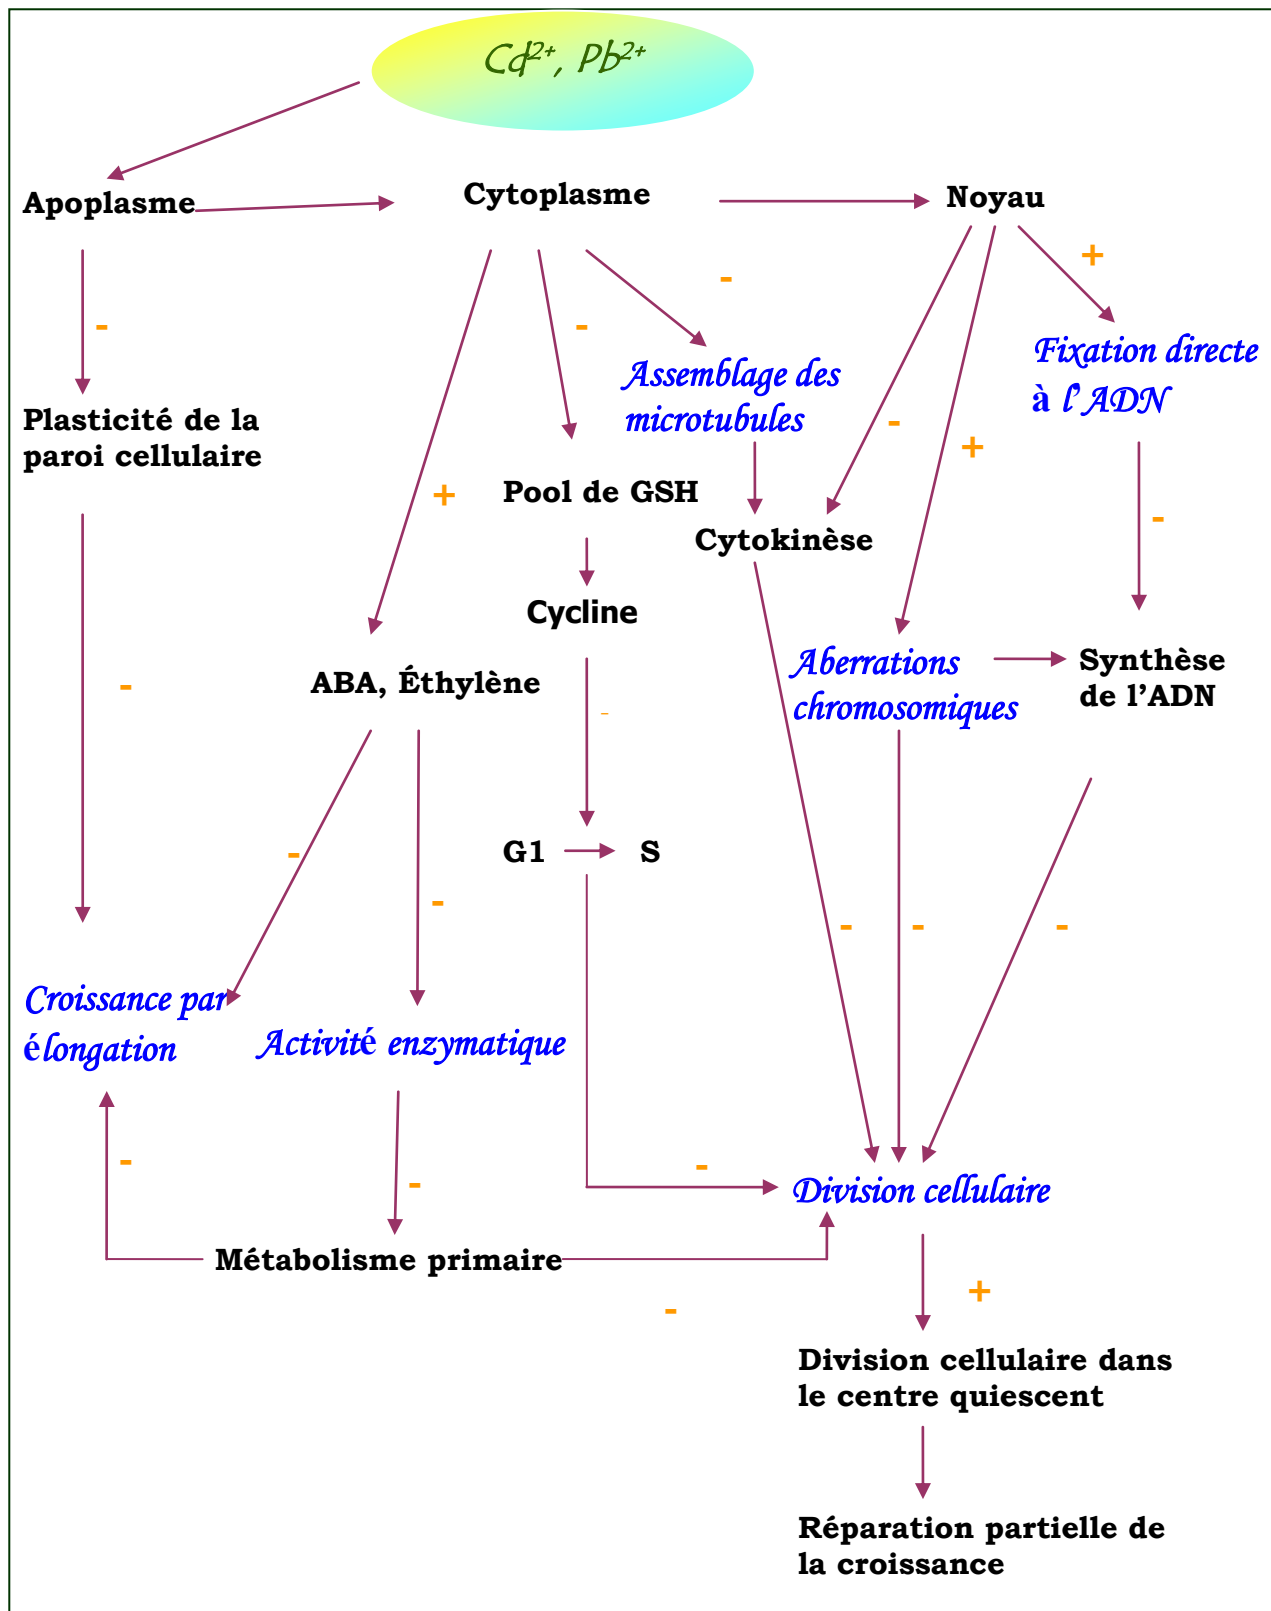 Cd²⁺, Pb²⁺
Apoplasme
Cytoplasme
Noyau
+
-
-
-
Fixation directe
à l'ADN
Assemblage des
microtubules
Plasticité de la
paroi cellulaire
-
+
+
Pool de GSH
-
Cytokinèse
Cycline
Aberrations
chromosomiques
Synthèse
de l'ADN
ABA, Éthylène
-
-
G1
S
-
-
-
-
-
Croissance par
élongation
Activité enzymatique
-
-
-
Division cellulaire
Métabolisme primaire
-
+
Division cellulaire dans
le centre quiescent
Réparation partielle de
la croissance